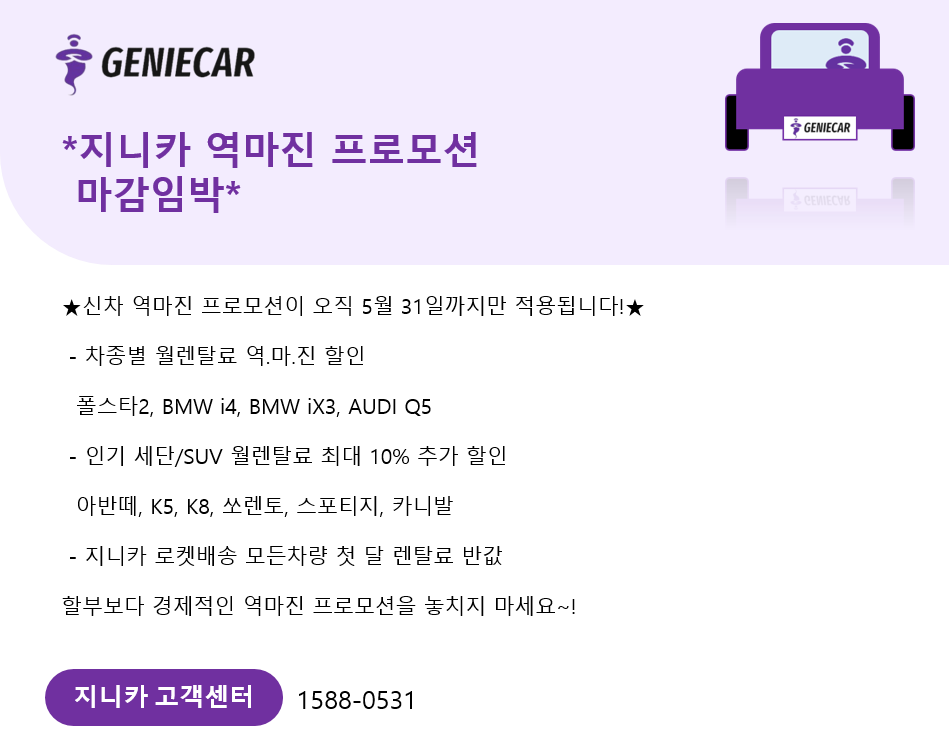 GENIECAR
*지니카 역마진 프로모션
마감임박*
GENIECAR
★신차 역마진 프로모션이 오직 5월 31일까지만 적용됩니다!★
- 차종별 월렌탈료 역.마.진 할인
폴스타2, BMW i4, BMW iX3, AUDI Q5
- 인기 세단/SUV 월렌탈료 최대 10% 추가 할인
아반떼, K5, K8, 쏘렌토, 스포티지, 카니발
- 지니카 로켓배송 모든차량 첫 달 렌탈료 반값
할부보다 경제적인 역마진 프로모션을 놓치지 마세요~!
지니카 고객센터 1588-0531